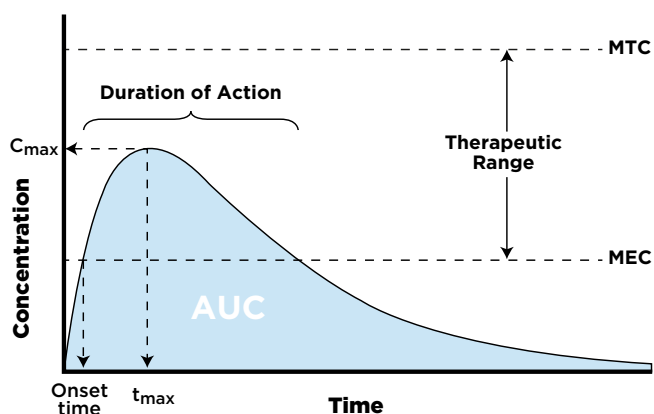 MTC
Duration of Action
Cmax
Therapeutic
Range
Concentration
MEC
AUC
Onset
time
tmax
Time